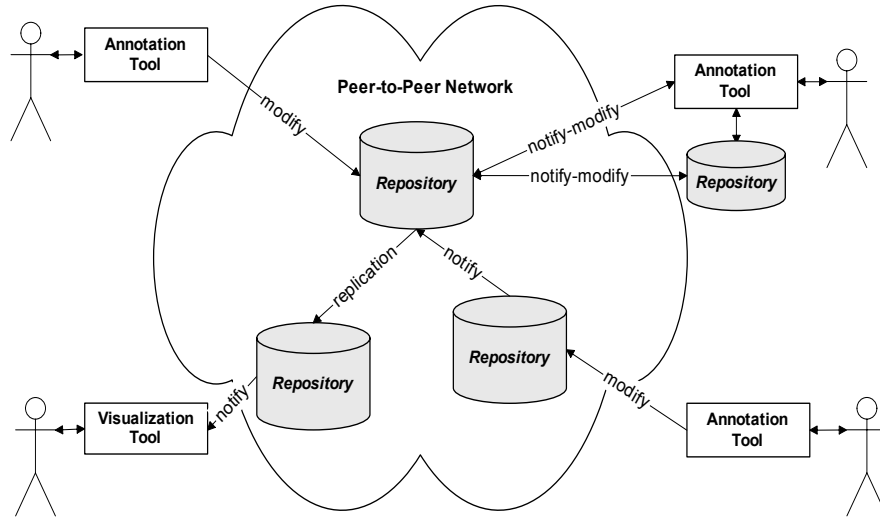 Annotation
Tool
Peer-to-Peer Network
Annotation
Tool
modify
notify-modify
Repository
notify-modify
Repository
replication
notify
Repository
Repository
modify
notify
Visualization
Tool
Annotation
Tool